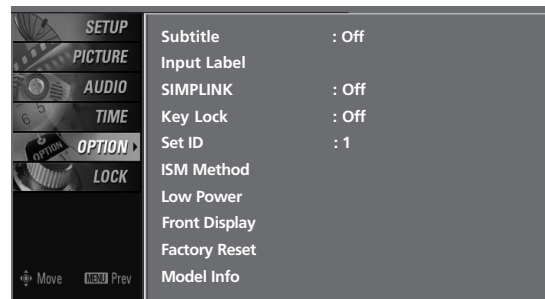 SETUP
PICTURE
AUDIO
TIME
OPTION
LOCK
Move MENU Prev
Subtitle : Off
Input Label
SIMPLINK : Off
Key Lock : Off
Set ID : 1
ISM Method
Low Power
Front Display
Factory Reset
Model Info